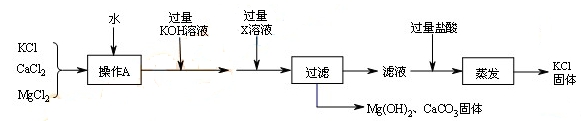 水
过量
KOH溶液
过量
X溶液
过量盐酸
KCl
CaCl₂
MgCl₂
操作A
过滤
滤液
蒸发
KCl
固体
Mg(OH)₂、CaCO₃固体